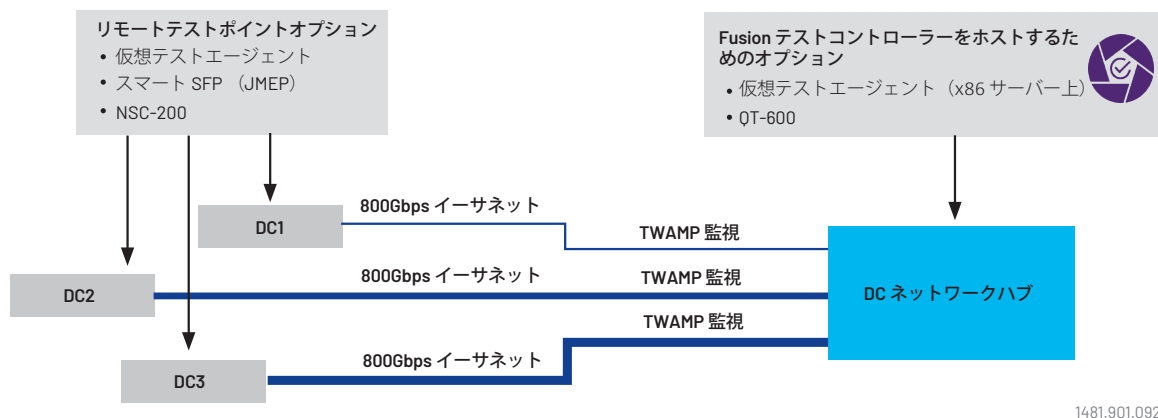 リモートテストポイントオプション
• 仮想テストエージェント
• スマート SFP （JMEP）
• NSC-200
Fusion テストコントローラーをホストするた
めのオプション
• 仮想テストエージェント（x86 サーバー上）
• QT-600
800Gbps イーサネット
DC1
TWAMP 監視
800Gbps イーサネット
TWAMP 監視
DC2
DC ネットワークハブ
TWAMP 監視
800Gbps イーサネット
DC3
1481.901.092